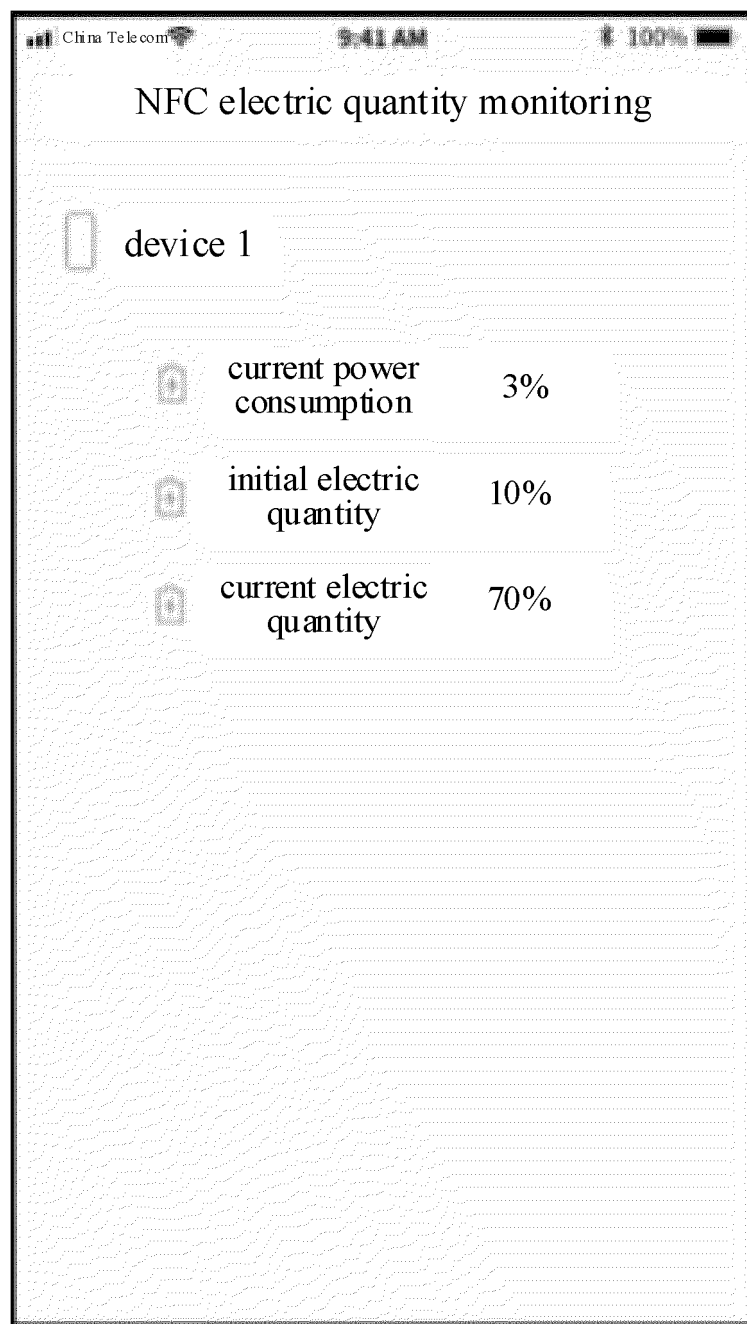 China Telecom 9:41 AM 100%
NFC electric quantity monitoring
device 1
current power
consumption 3%
initial electric
quantity 10%
current electric
quantity 70%